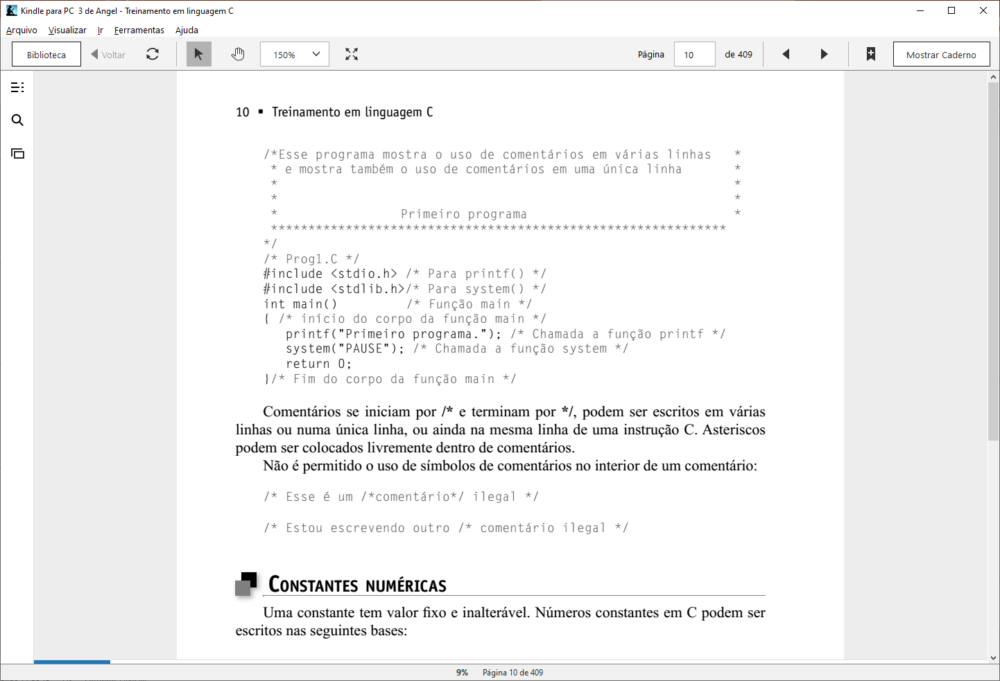 Kindle para PC 3 de Angel - Treinamento em linguagem C
Arquivo Visualizar Ir Ferramentas Ajuda
Biblioteca Voltar 150% Página 10 de 409 Mostrar Caderno
10 ▪ Treinamento em linguagem C
/*Esse programa mostra o uso de comentários em várias linhas *
* e mostra também o uso de comentários em uma única linha *
* *
* *
* Primeiro programa *
*************************************************************
*/
/* Prog1.C */
#include <stdio.h> /* Para printf() */
#include <stdlib.h>/* Para system() */
int main() /* Função main */
{ /* início do corpo da função main */
printf("Primeiro programa."); /* Chamada a função printf */
system("PAUSE"); /* Chamada a função system */
return 0;
}/* Fim do corpo da função main */
Comentários se iniciam por /* e terminam por */, podem ser escritos em várias
linhas ou numa única linha, ou ainda na mesma linha de uma instrução C. Asteriscos
podem ser colocados livremente dentro de comentários.
Não é permitido o uso de símbolos de comentários no interior de um comentário:
/* Esse é um /*comentário*/ ilegal */
/* Estou escrevendo outro /* comentário ilegal */
CONSTANTES NUMÉRICAS
Uma constante tem valor fixo e inalterável. Números constantes em C podem ser
escritos nas seguintes bases:
9% Página 10 de 409